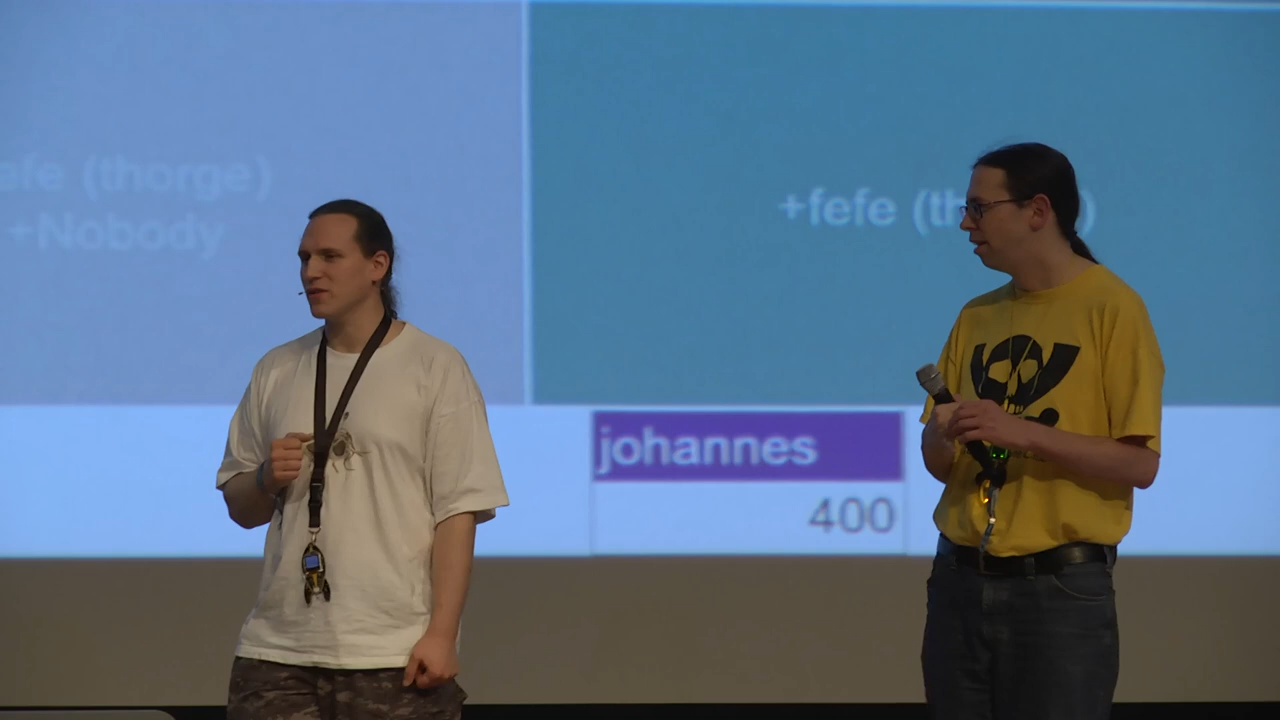 efe (thorge)
+Nobody
+fefe (th )
johannes
400